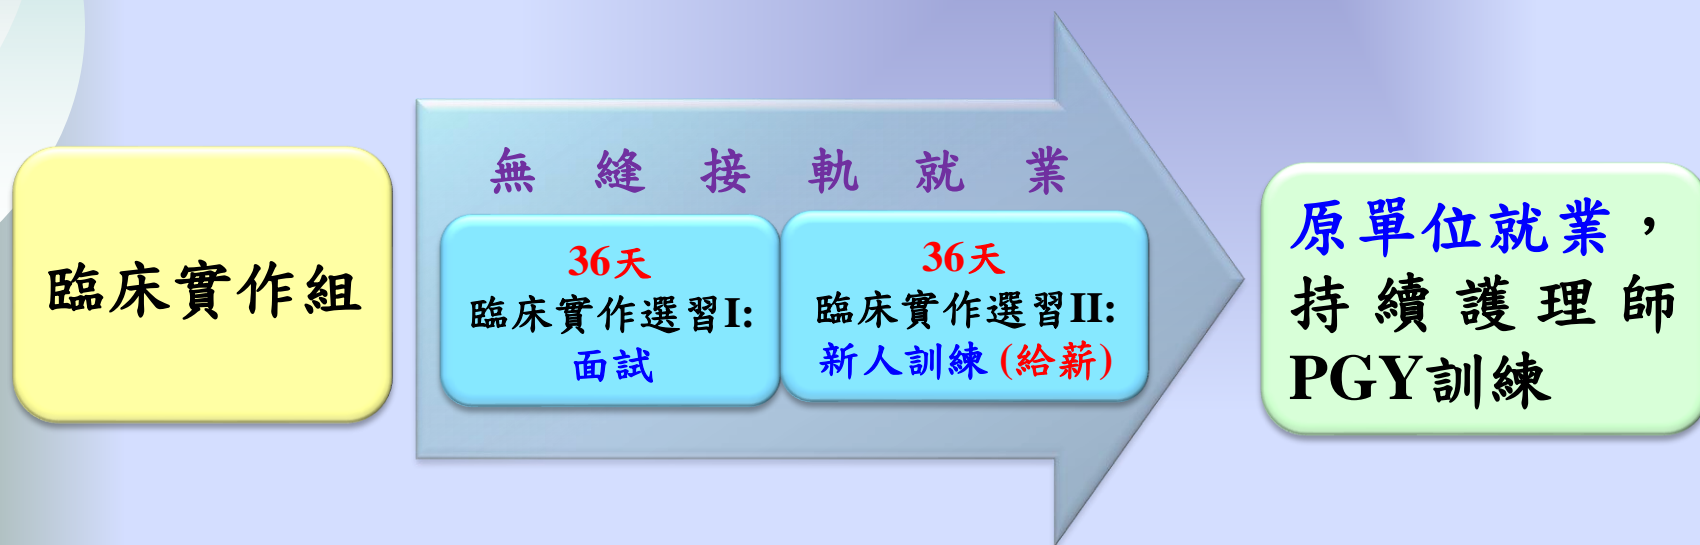 臨床實作組
無縫接軌就業
36天
臨床實作選習I:
面試
36天
臨床實作選習II:
新人訓練 (給薪)
原單位就業，
持續護理師
PGY訓練